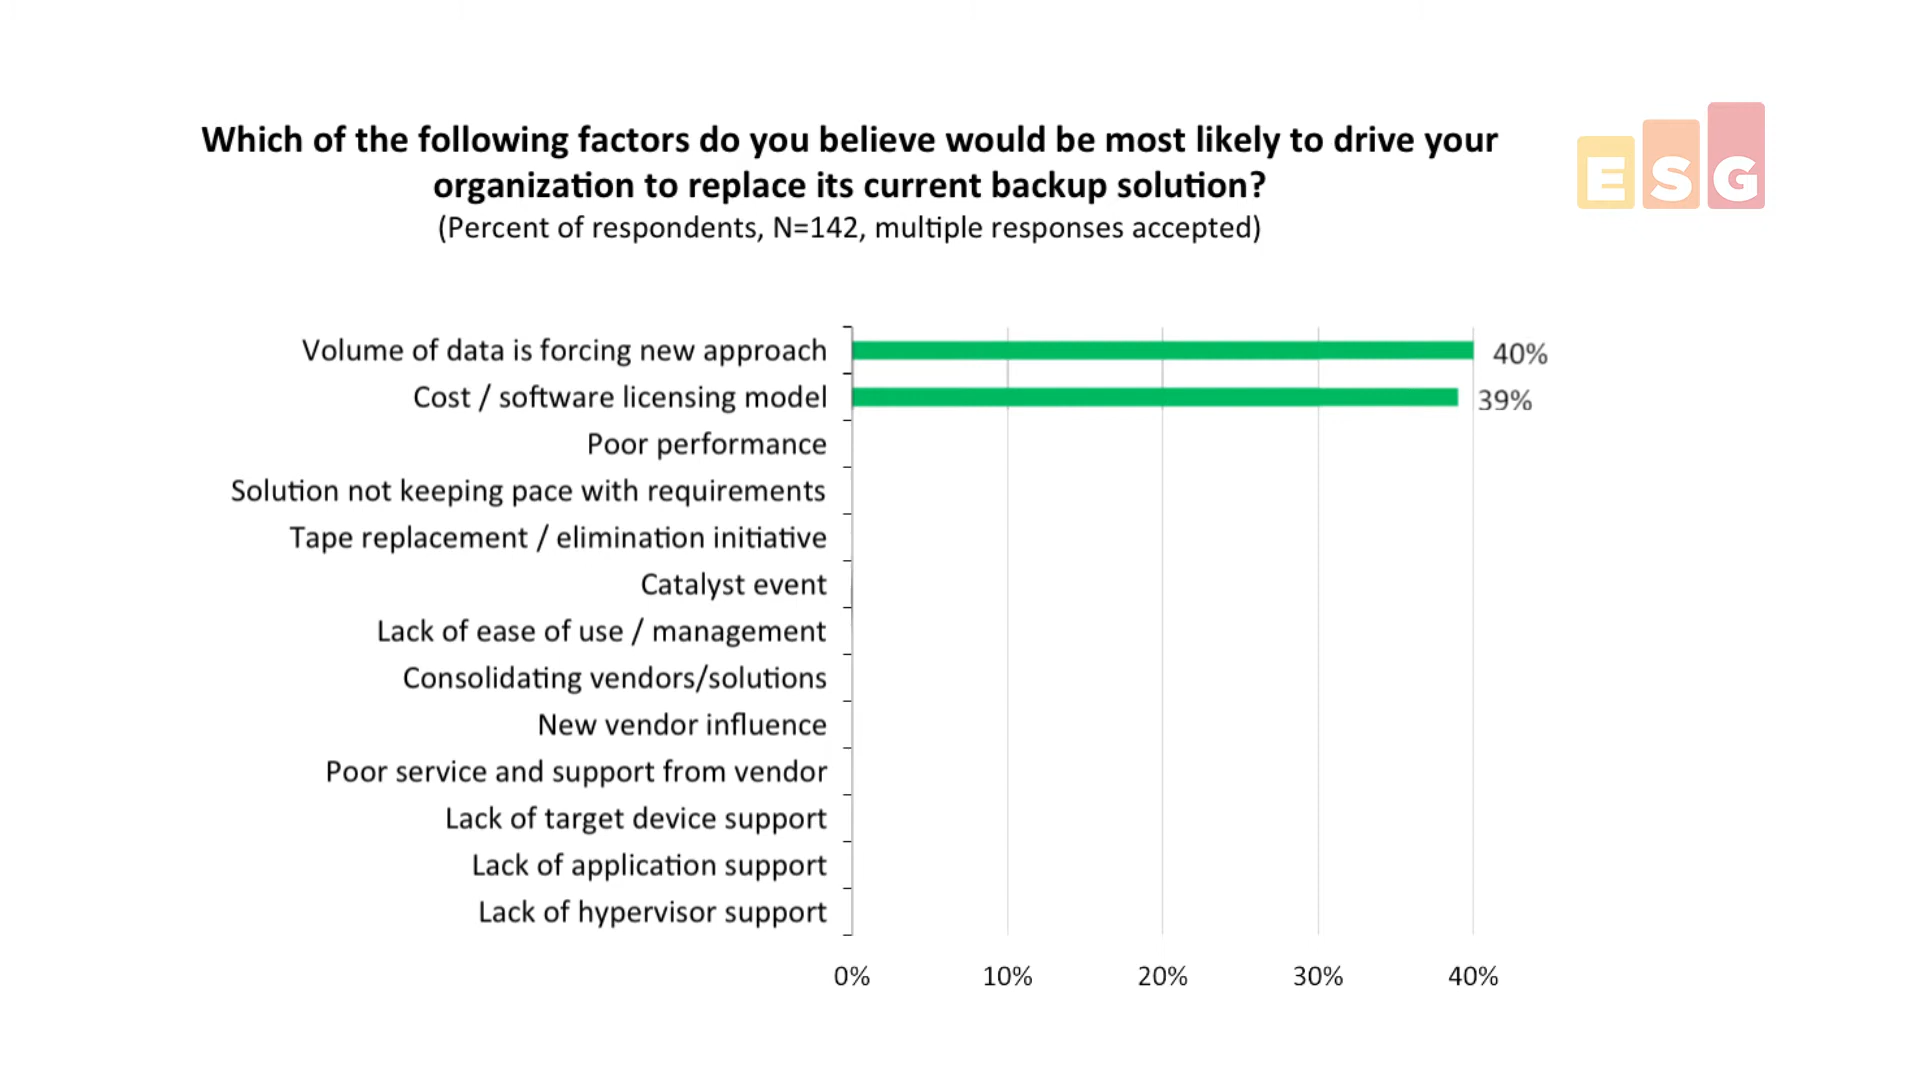 Which of the following factors do you believe would be most likely to drive your
organization to replace its current backup solution?
(Percent of respondents, N=142, multiple responses accepted)
ESG
Volume of data is forcing new approach
40%
Cost / software licensing model
39%
Poor performance
Solution not keeping pace with requirements
Tape replacement / elimination initiative
Catalyst event
Lack of ease of use / management
Consolidating vendors/solutions
New vendor influence
Poor service and support from vendor
Lack of target device support
Lack of application support
Lack of hypervisor support
0% 10% 20% 30% 40%